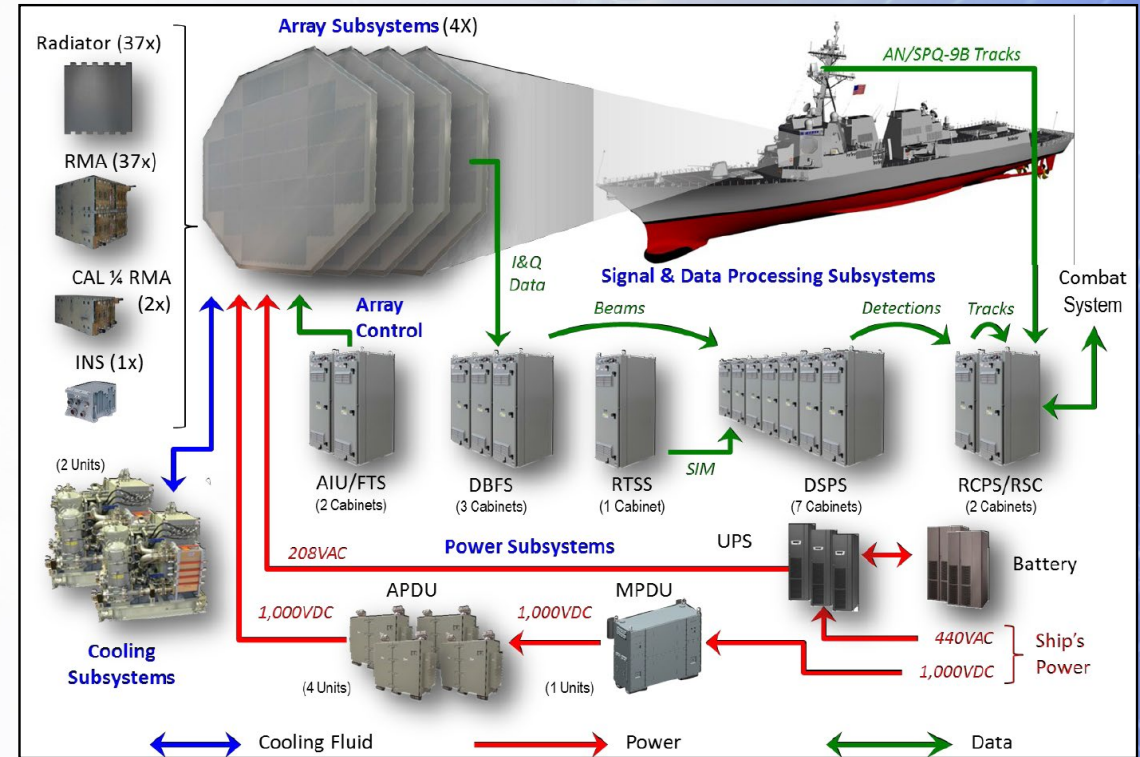 Array Subsystems (4X)
Radiator (37x)
RMA (37x)
CAL ¼ RMA
(2x)
INS (1x)
AN/SPQ-9B Tracks
I&Q
Data
Signal & Data Processing Subsystems
Combat
System
Array
Control
Beams
Detections
Tracks
SIM
AIU/FTS
(2 Cabinets)
DBFS
(3 Cabinets)
RTSS
(1 Cabinet)
DSPS
(7 Cabinets)
RCPS/RSC
(2 Cabinets)
(2 Units)
Cooling
Subsystems
Power Subsystems
208VAC
UPS
Battery
APDU
1,000VDC
(4 Units)
MPDU
1,000VDC
(1 Units)
440VAC
1,000VDC
Ship's
Power
Cooling Fluid
Power
Data